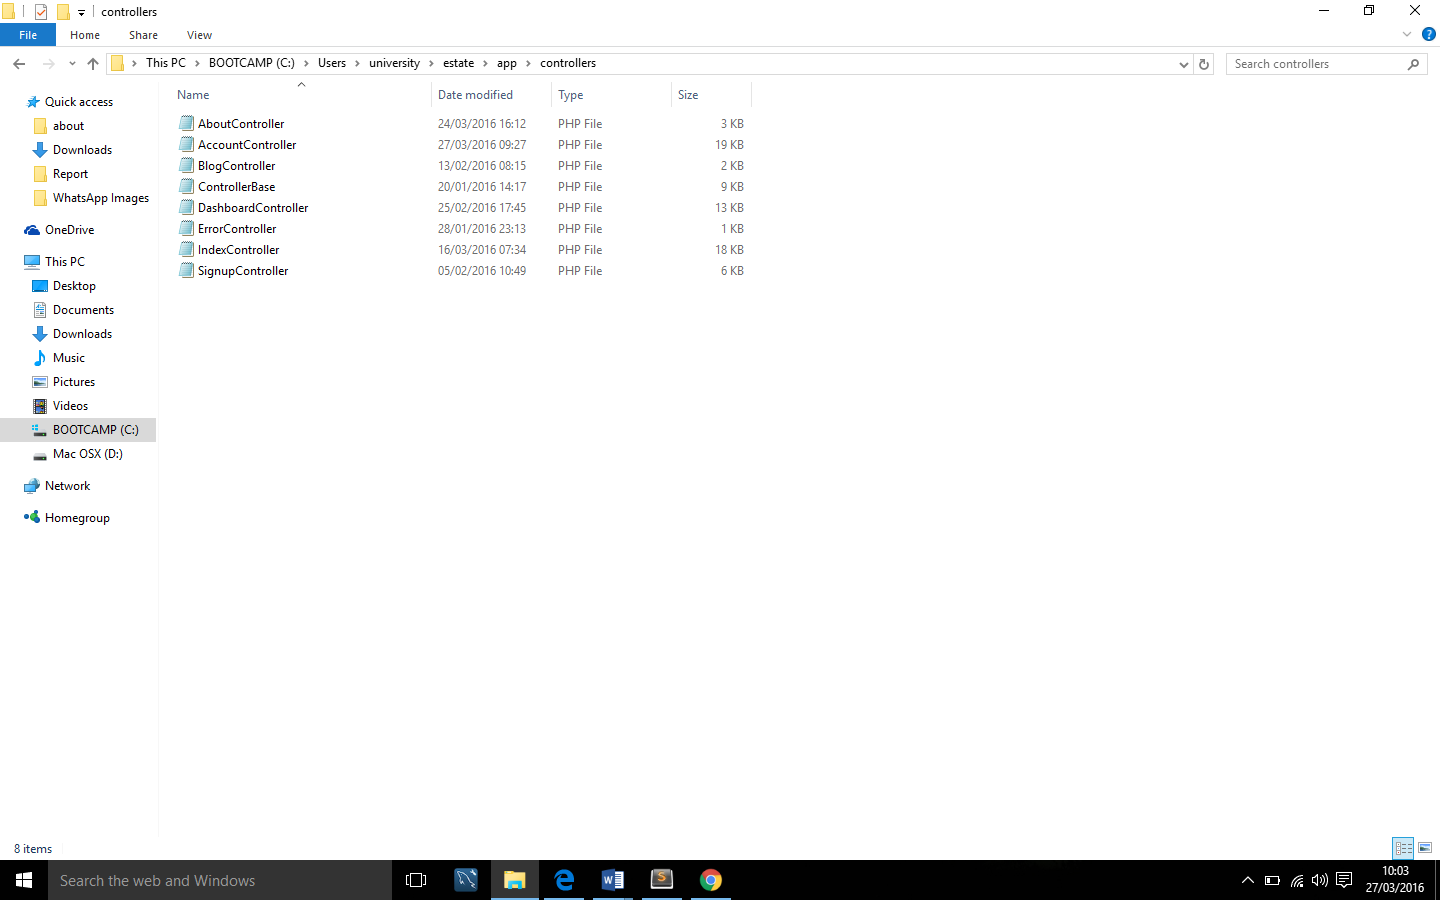 controllers
File Home Share View
This PC BOOTCAMP (C:) Users university estate app controllers Search controllers
Name Date modified Type Size
Quick access
about
Downloads
Report
WhatsApp Images
OneDrive
This PC
Desktop
Documents
Downloads
Music
Pictures
Videos
BOOTCAMP (C:)
Mac OSX (D:)
Network
Homegroup
AboutController 24/03/2016 16:12 PHP File 3 KB
AccountController 27/03/2016 09:27 PHP File 19 KB
BlogController 13/02/2016 08:15 PHP File 2 KB
ControllerBase 20/01/2016 14:17 PHP File 9 KB
DashboardController 25/02/2016 17:45 PHP File 13 KB
ErrorController 28/01/2016 23:13 PHP File 1 KB
IndexController 16/03/2016 07:34 PHP File 18 KB
SignupController 05/02/2016 10:49 PHP File 6 KB
8 items
Search the web and Windows
10:03
27/03/2016